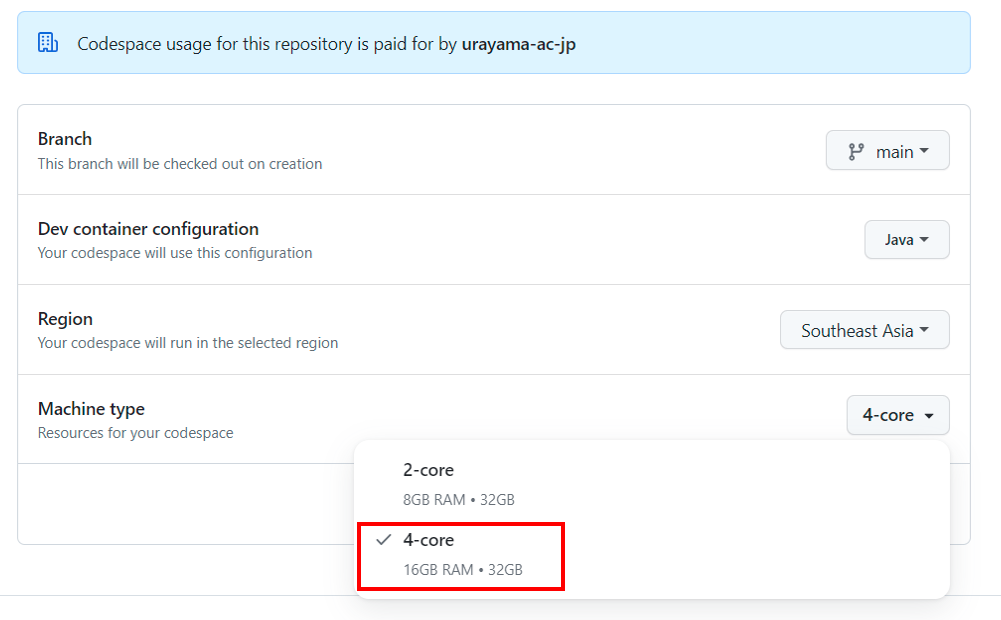 Codespace usage for this repository is paid for by urayama-ac-jp
Branch
This branch will be checked out on creation
main
Dev container configuration
Your codespace will use this configuration
Java
Region
Your codespace will run in the selected region
Southeast Asia
Machine type
Resources for your codespace
4-core
2-core
8GB RAM • 32GB
4-core
16GB RAM • 32GB